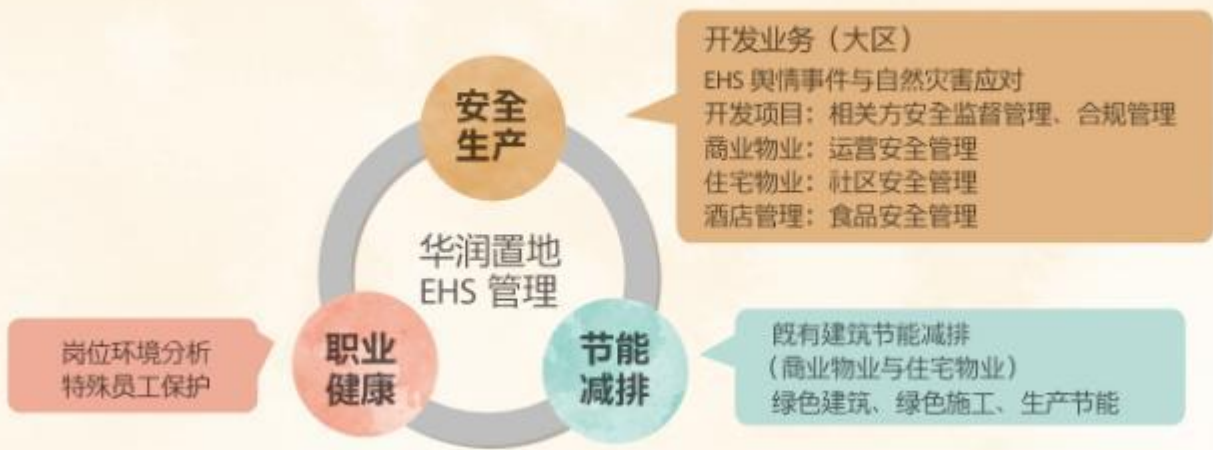 开发业务（大区）
EHS 舆情事件与自然灾害应对
开发项目：相关方安全监督管理、合规管理
商业物业：运营安全管理
住宅物业：社区安全管理
酒店管理：食品安全管理
安全
生产
华润置地
EHS 管理
职业
健康
岗位环境分析
特殊员工保护
节能
减排
既有建筑节能减排
（商业物业与住宅物业）
绿色建筑、绿色施工、生产节能